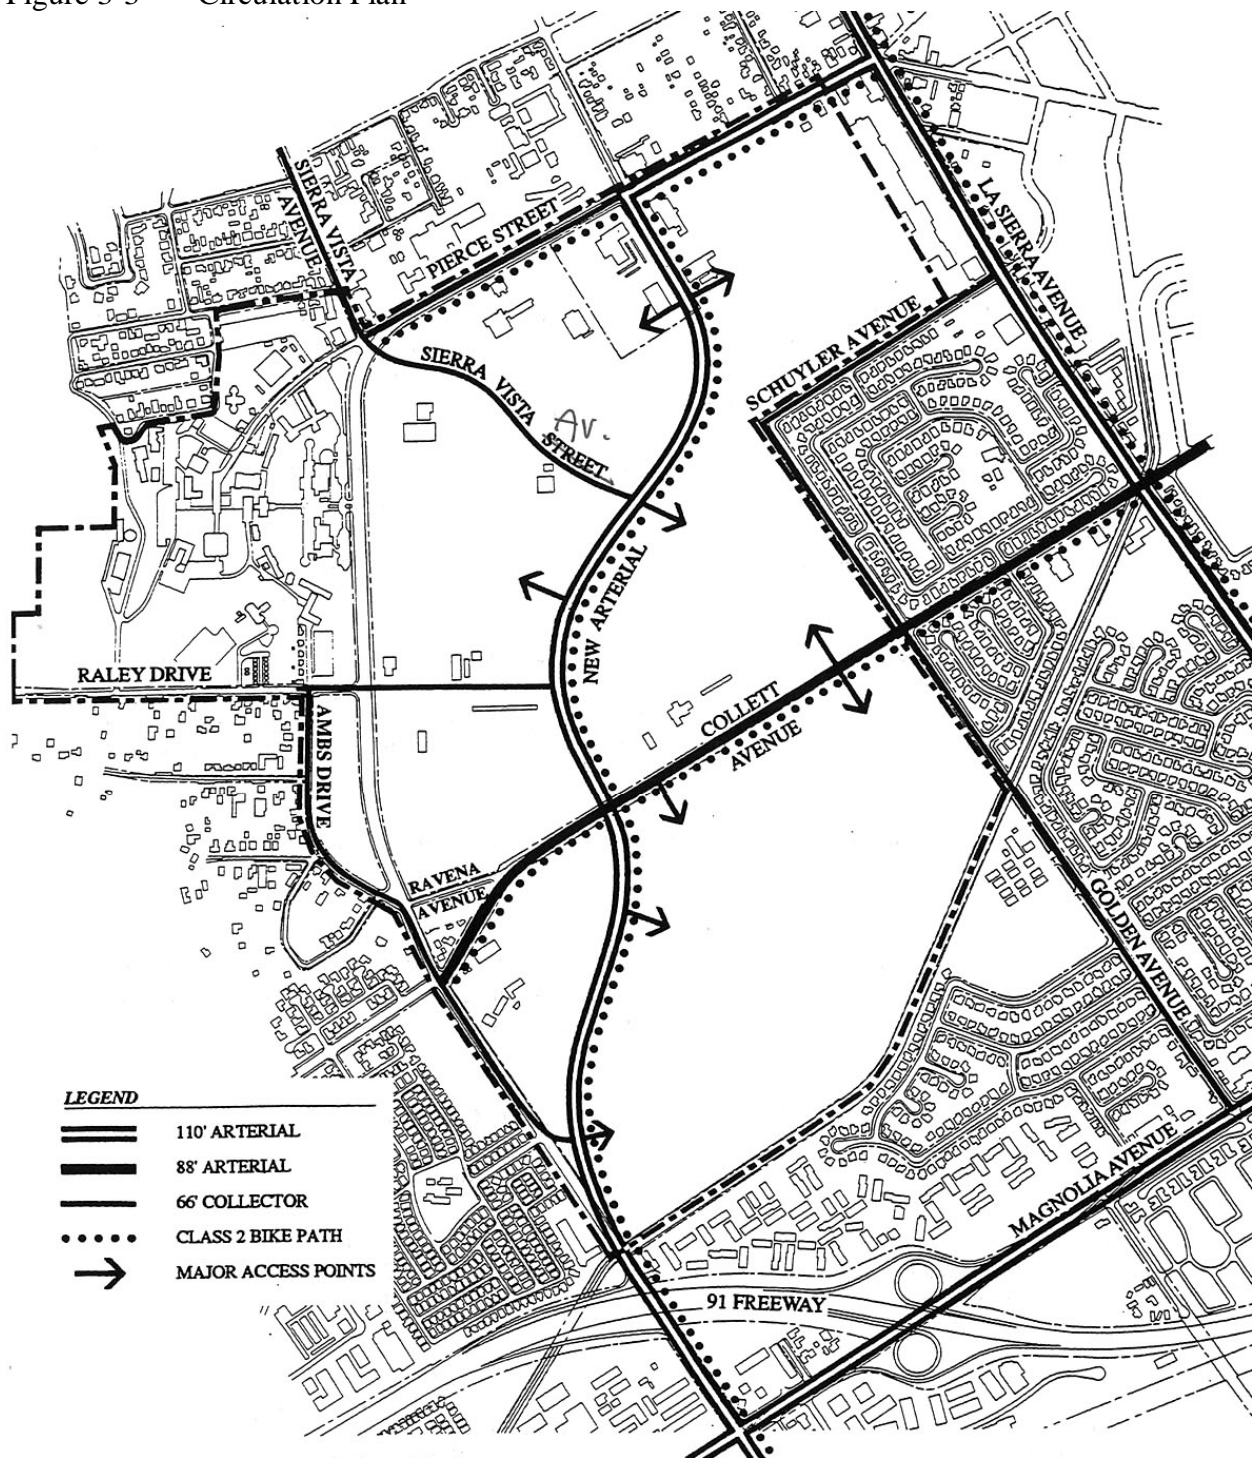 Figure 3-3 Circulation Plan
SIERRA VISTA
AVENUE
PIERCE STREET
LA SIERRA AVENUE
SCHUYLER AVENUE
SIERRA VISTA STREET
Av.
NEW ARTERIAL
RALEY DRIVE
AMBS DRIVE
COLLETT
AVENUE
RAVENA
AVENUE
GOLDEN AVENUE
MAGNOLIA AVENUE
91 FREEWAY
LEGEND
110' ARTERIAL
88' ARTERIAL
66' COLLECTOR
CLASS 2 BIKE PATH
MAJOR ACCESS POINTS